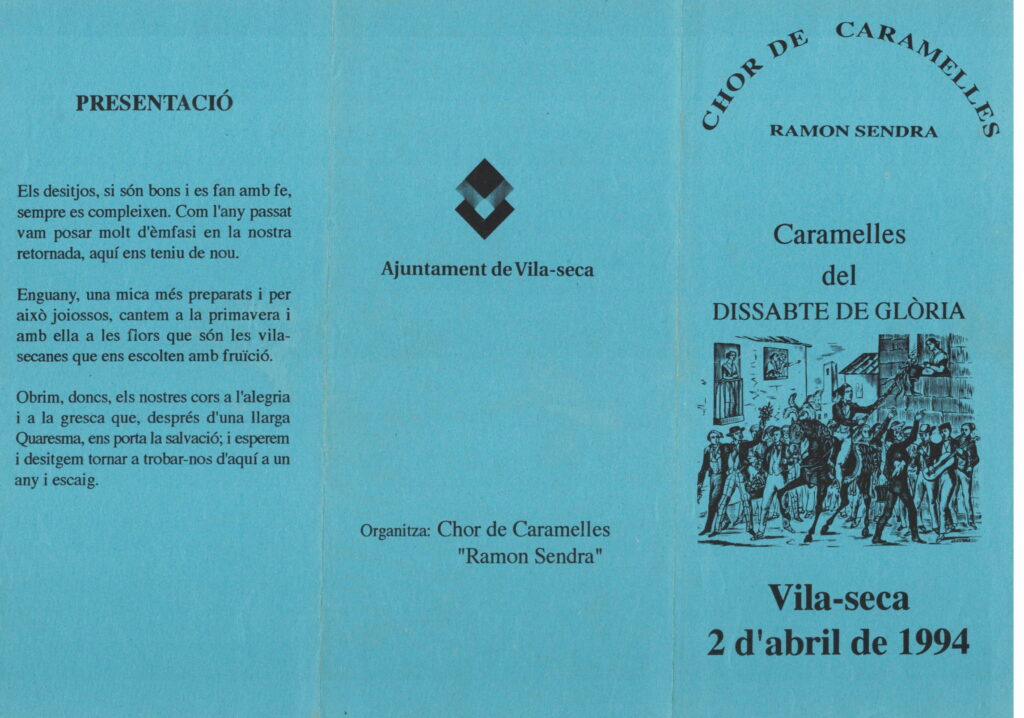 PRESENTACIÓ
Els desitjos, si són bons i es fan amb fe,
sempre es compleixen. Com l'any passat
vam posar molt d'èmfasi en la nostra
retornada, aquí ens teniu de nou.
Enguany, una mica més preparats i per
això joiossos, cantem a la primavera i
amb ella a les flors que són les vila-
secanes que ens escolten amb fruïció.
Obrim, doncs, els nostres cors a l'alegria
i a la gresca que, després d'una llarga
Quaresma, ens porta la salvació; i esperem
i desitgem tornar a trobar-nos d'aquí a un
any i escaig.
Ajuntament de Vila-seca
Organitza: Chor de Caramelles
"Ramon Sendra"
CHOR DE CARAMELLES
RAMON SENDRA
Caramelles
del
DISSABTE DE GLÒRIA
Vila-seca
2 d'abril de 1994